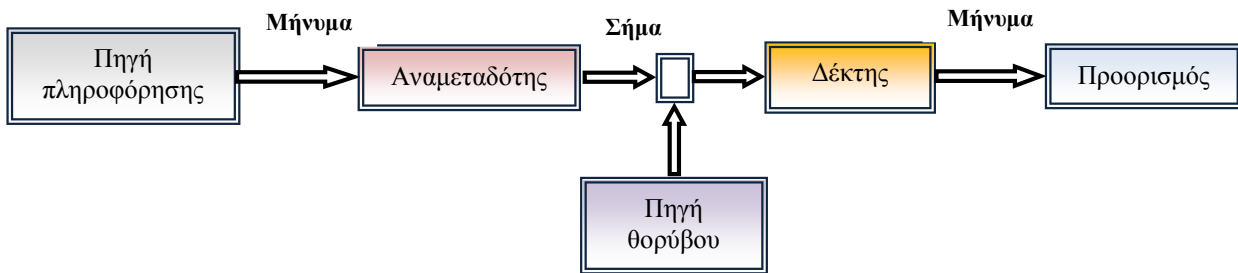 Μήνυμα
Σήμα
Μήνυμα
Πηγή
πληροφόρησης
Αναμεταδότης
Δέκτης
Προορισμός
Πηγή
θορύβου